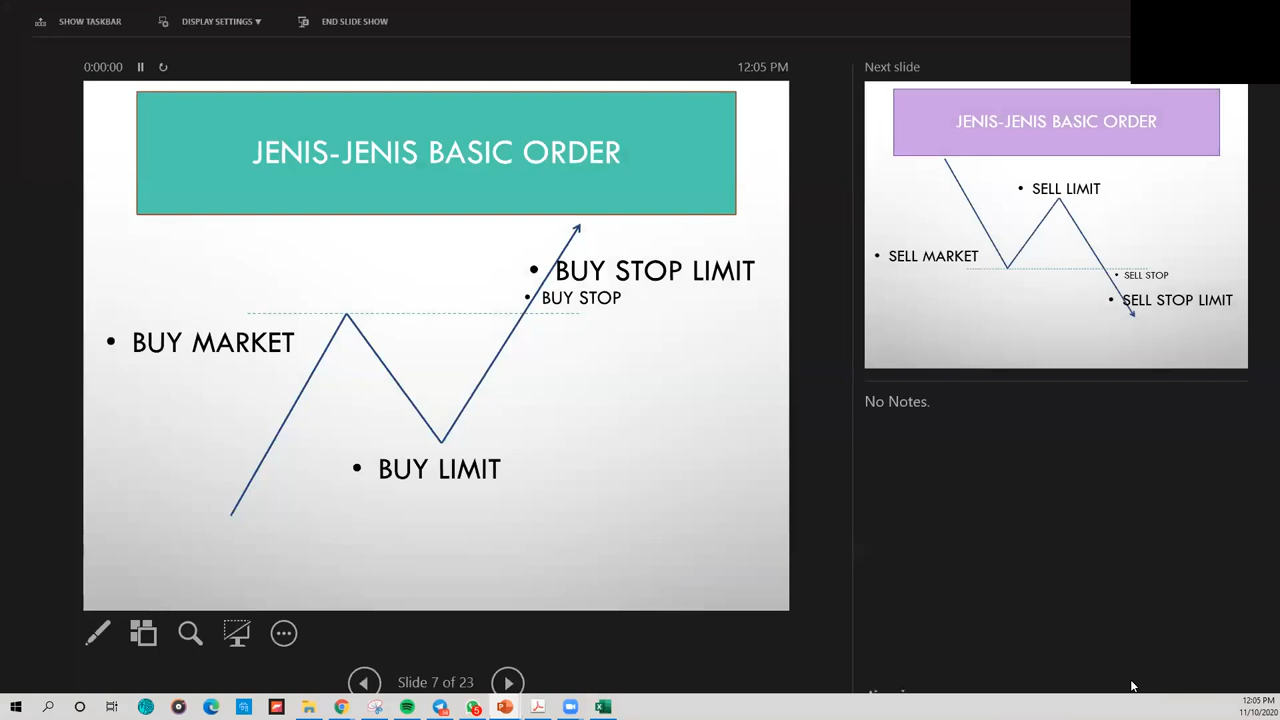 SHOW TASKBAR
DISPLAY SETTINGS ▼
END SLIDE SHOW
0:00:00
12:05 PM
JENIS-JENIS BASIC ORDER
• BUY STOP LIMIT
• BUY STOP
• BUY MARKET
• BUY LIMIT
Slide 7 of 23
Next slide
JENIS-JENIS BASIC ORDER
• SELL LIMIT
• SELL MARKET
• SELL STOP
• SELL STOP LIMIT
No Notes.
12:05 PM
11/10/2020